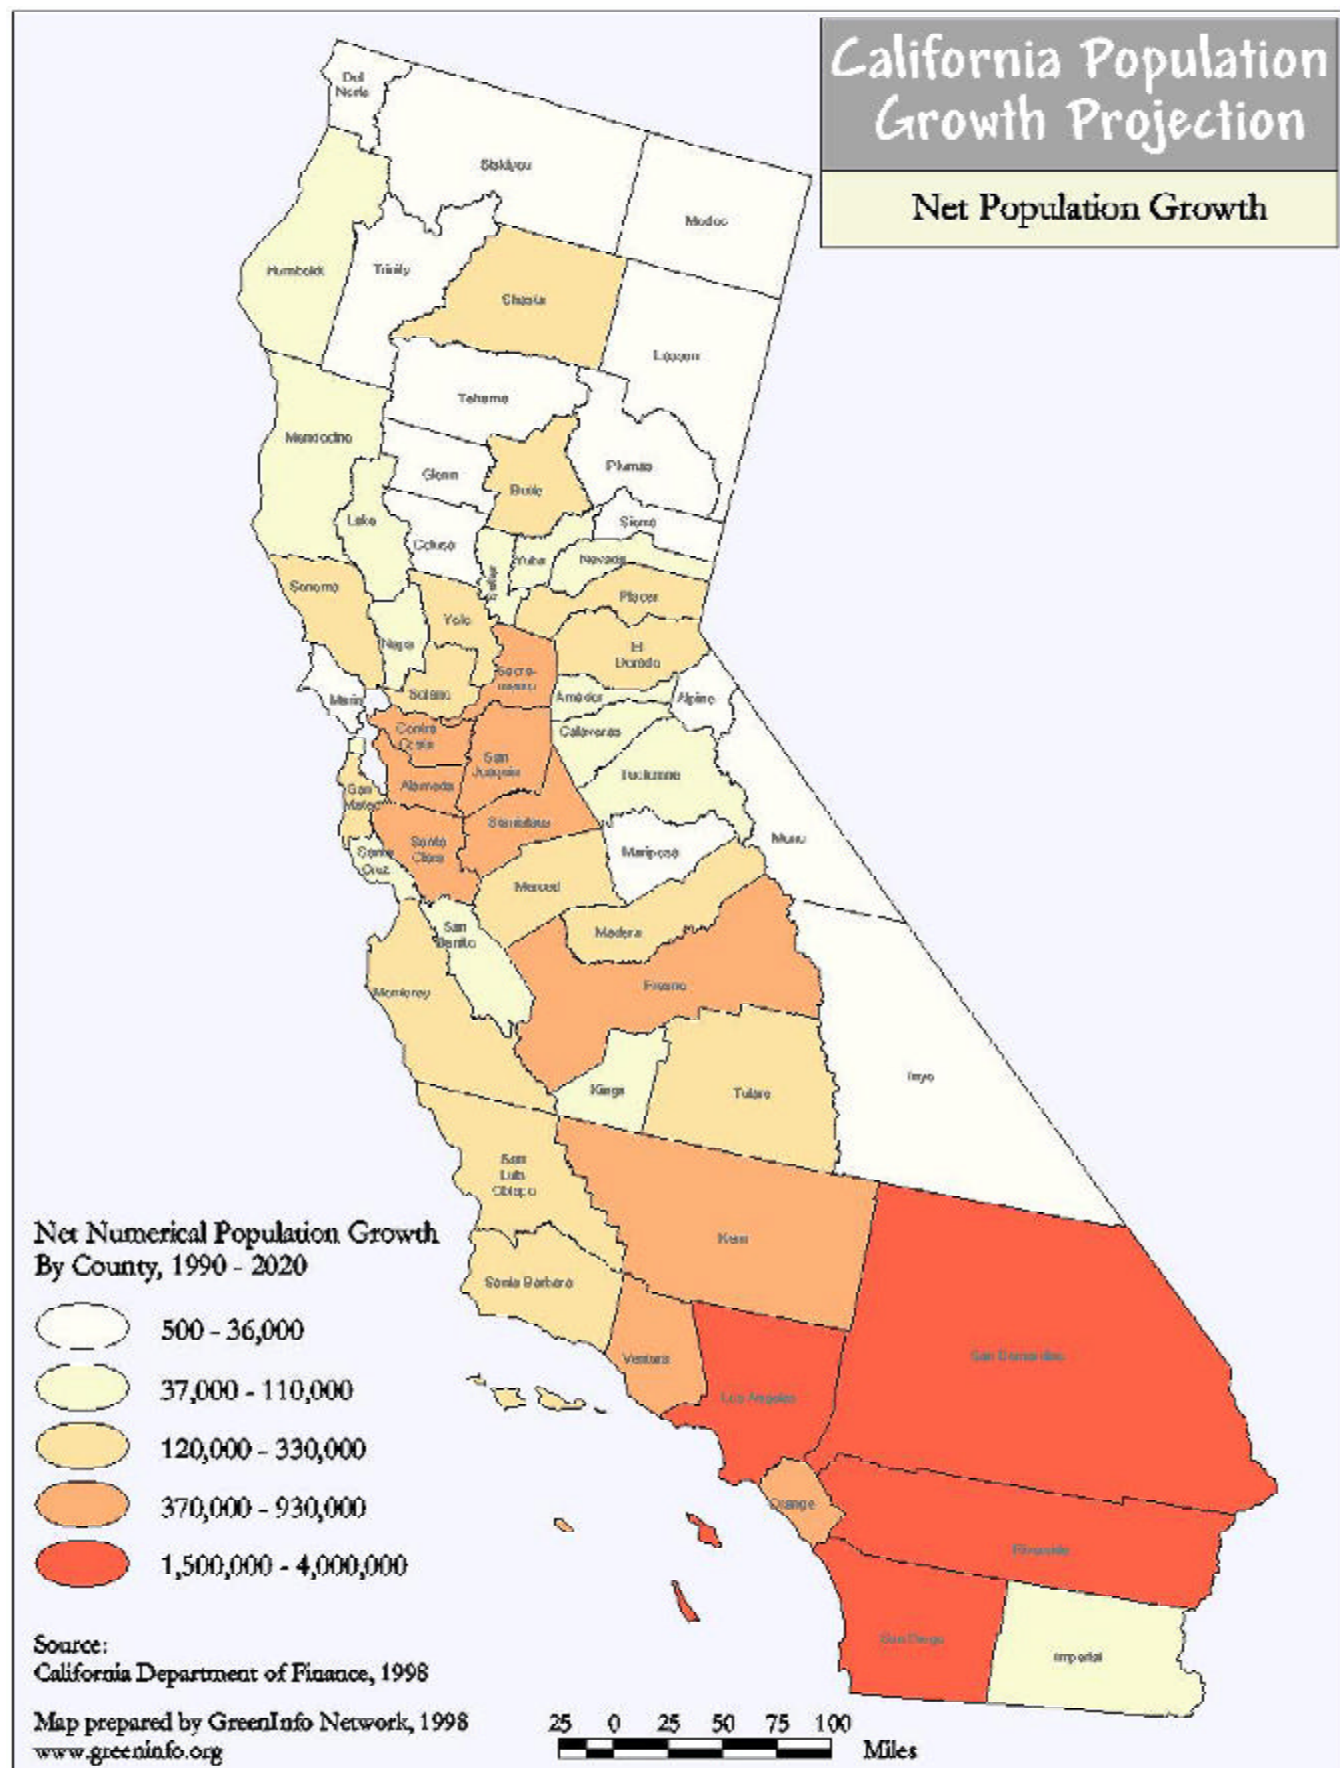 California Population
Growth Projection
Net Population Growth
Del
Norte
Siskiyou
Modoc
Humboldt
Trinity
Shasta
Lassen
Tehama
Mendocino
Plumas
Glenn
Butte
Lake
Sierra
Colusa
Yuba
Nevada
Sutter
Sonoma
Placer
Yolo
Napa
El
Dorado
Sacra-
mento
Solano
Amador
Alpine
Marin
Calaveras
Contra
Costa
San
Joaquin
Tuolumne
Alameda
San
Mateo
Stanislaus
Mono
Santa
Clara
Mariposa
Santa
Cruz
Merced
San
Benito
Madera
Fresno
Monterey
Inyo
Kings
Tulare
San
Luis
Obispo
Kern
Santa Barbara
Ventura
San Bernardino
Los Angeles
Orange
Riverside
San Diego
Imperial
Net Numerical Population Growth
By County, 1990 - 2020
500 - 36,000
37,000 - 110,000
120,000 - 330,000
370,000 - 930,000
1,500,000 - 4,000,000
Source:
California Department of Finance, 1998
Map prepared by GreenInfo Network, 1998
www.greeninfo.org
25 0 25 50 75 100
Miles